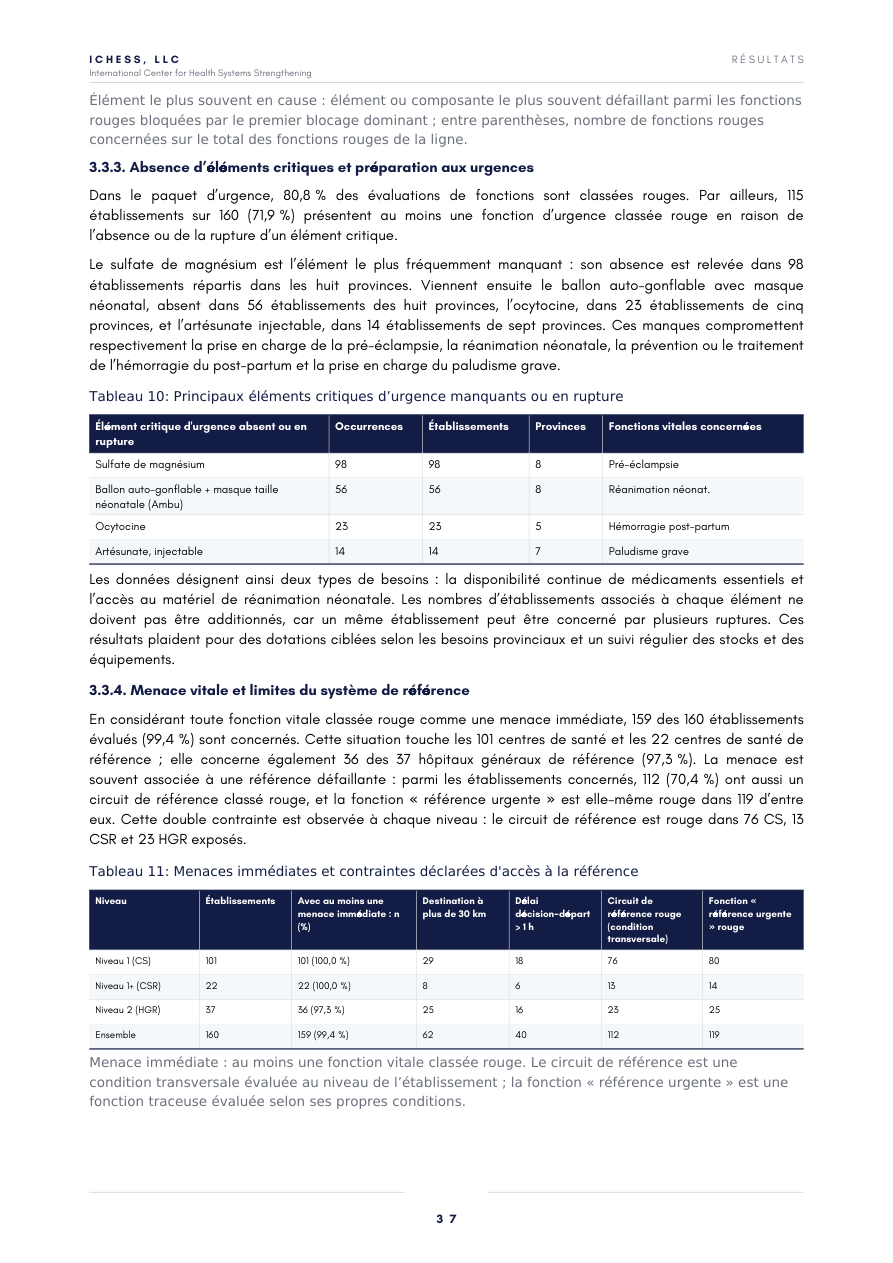 ICHESS, LLC
RÉSULTATS
International Center for Health Systems Strengthening
Élément le plus souvent en cause : élément ou composante le plus souvent défaillant parmi les fonctions
rouges bloquées par le premier blocage dominant ; entre parenthèses, nombre de fonctions rouges
concernées sur le total des fonctions rouges de la ligne.
3.3.3. Absence d’éléments critiques et préparation aux urgences
Dans le paquet d’urgence, 80,8 % des évaluations de fonctions sont classées rouges. Par ailleurs, 115
établissements sur 160 (71,9 %) présentent au moins une fonction d’urgence classée rouge en raison de
l’absence ou de la rupture d’un élément critique.
Le sulfate de magnésium est l’élément le plus fréquemment manquant : son absence est relevée dans 98
établissements répartis dans les huit provinces. Viennent ensuite le ballon auto-gonflable avec masque
néonatal, absent dans 56 établissements des huit provinces, l’ocytocine, dans 23 établissements de cinq
provinces, et l’artésunate injectable, dans 14 établissements de sept provinces. Ces manques compromettent
respectivement la prise en charge de la pré-éclampsie, la réanimation néonatale, la prévention ou le traitement
de l’hémorragie du post-partum et la prise en charge du paludisme grave.
Tableau 10: Principaux éléments critiques d’urgence manquants ou en rupture
Élément critique d'urgence absent ou en rupture | Occurrences | Établissements | Provinces | Fonctions vitales concernées
Sulfate de magnésium | 98 | 98 | 8 | Pré-éclampsie
Ballon auto-gonflable + masque taille néonatale (Ambu) | 56 | 56 | 8 | Réanimation néonat.
Ocytocine | 23 | 23 | 5 | Hémorragie post-partum
Artésunate, injectable | 14 | 14 | 7 | Paludisme grave
Les données désignent ainsi deux types de besoins : la disponibilité continue de médicaments essentiels et
l’accès au matériel de réanimation néonatale. Les nombres d’établissements associés à chaque élément ne
doivent pas être additionnés, car un même établissement peut être concerné par plusieurs ruptures. Ces
résultats plaident pour des dotations ciblées selon les besoins provinciaux et un suivi régulier des stocks et des
équipements.
3.3.4. Menace vitale et limites du système de référence
En considérant toute fonction vitale classée rouge comme une menace immédiate, 159 des 160 établissements
évalués (99,4 %) sont concernés. Cette situation touche les 101 centres de santé et les 22 centres de santé de
référence ; elle concerne également 36 des 37 hôpitaux généraux de référence (97,3 %). La menace est
souvent associée à une référence défaillante : parmi les établissements concernés, 112 (70,4 %) ont aussi un
circuit de référence classé rouge, et la fonction « référence urgente » est elle-même rouge dans 119 d’entre
eux. Cette double contrainte est observée à chaque niveau : le circuit de référence est rouge dans 76 CS, 13
CSR et 23 HGR exposés.
Tableau 11: Menaces immédiates et contraintes déclarées d'accès à la référence
Niveau | Établissements | Avec au moins une menace immédiate : n (%) | Destination à plus de 30 km | Délai décision-départ > 1 h | Circuit de référence rouge (condition transversale) | Fonction « référence urgente » rouge
Niveau 1 (CS) | 101 | 101 (100,0 %) | 29 | 18 | 76 | 80
Niveau 1+ (CSR) | 22 | 22 (100,0 %) | 8 | 6 | 13 | 14
Niveau 2 (HGR) | 37 | 36 (97,3 %) | 25 | 16 | 23 | 25
Ensemble | 160 | 159 (99,4 %) | 62 | 40 | 112 | 119
Menace immédiate : au moins une fonction vitale classée rouge. Le circuit de référence est une
condition transversale évaluée au niveau de l’établissement ; la fonction « référence urgente » est une
fonction traceuse évaluée selon ses propres conditions.
37